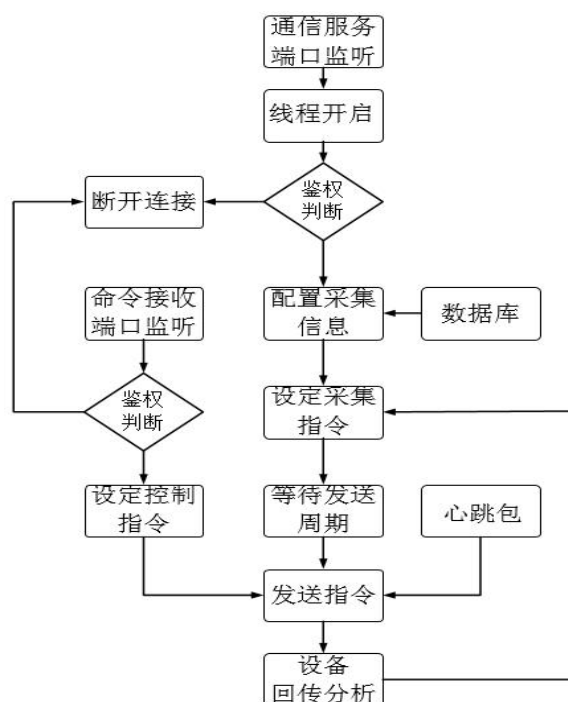 通信服务
端口监听
线程开启
鉴权
判断
断开连接
命令接收
端口监听
配置采集
信息
数据库
鉴权
判断
设定采集
指令
设定控制
指令
等待发送
周期
心跳包
发送指令
设备
回传分析